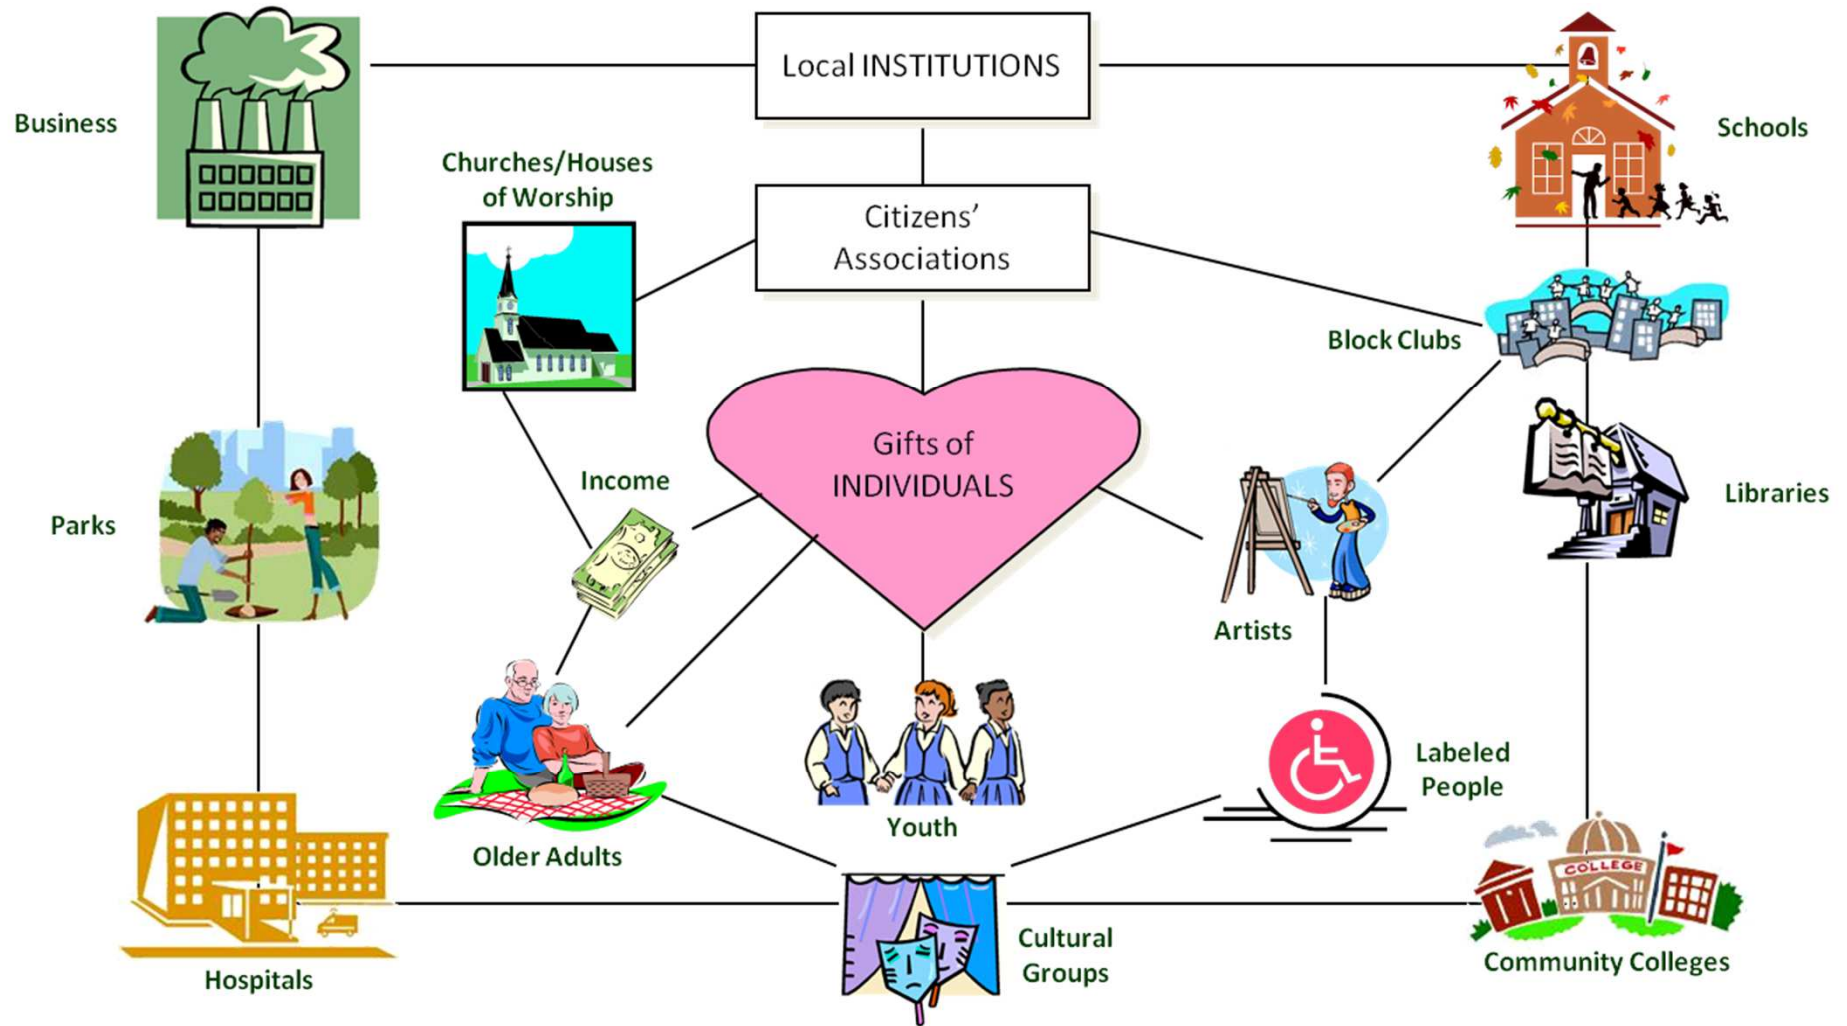 Local INSTITUTIONS
Business
Schools
Churches/Houses
of Worship
Citizens’
Associations
Block Clubs
Gifts of
INDIVIDUALS
Income
Parks
Libraries
Artists
Labeled
People
Youth
Older Adults
COLLEGE
Cultural
Groups
Community Colleges
Hospitals